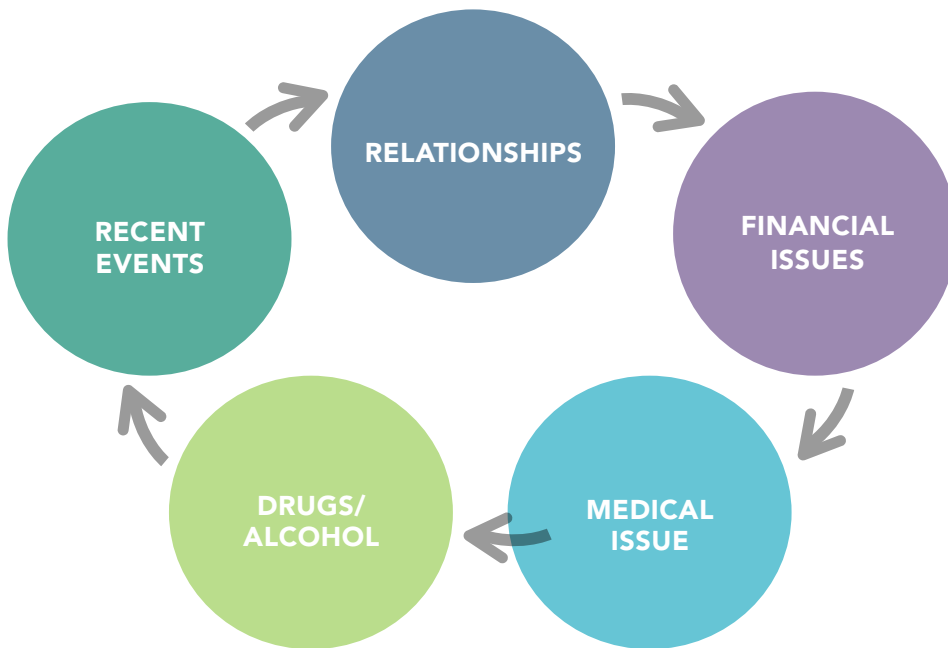 RELATIONSHIPS
FINANCIAL
ISSUES
MEDICAL
ISSUE
DRUGS/
ALCOHOL
RECENT
EVENTS